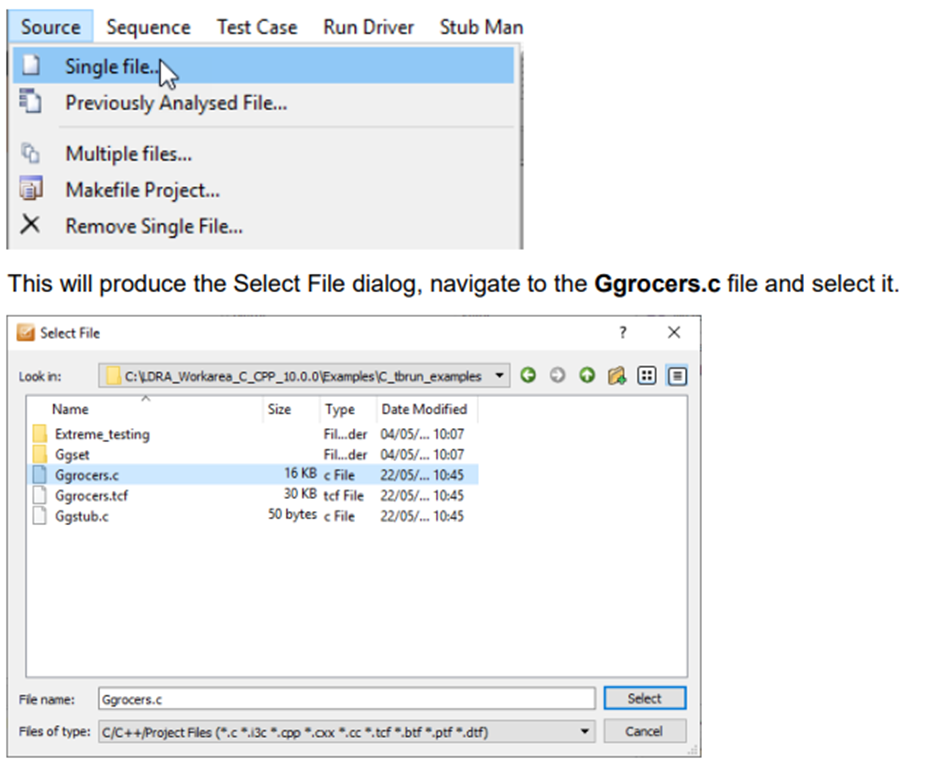 Source Sequence Test Case Run Driver Stub Man
Single file...
Previously Analysed File...
Multiple files...
Makefile Project...
Remove Single File...
This will produce the Select File dialog, navigate to the Ggrocers.c file and select it.
Select File ? X
Look in: C:\LDRA_Workarea_C_CPP_10.0.0\Examples\C_tbrun_examples
Name Size Type Date Modified
Extreme_testing Fil...der 04/05/... 10:07
Ggset Fil...der 04/05/... 10:07
Ggrocers.c 16 KB c File 22/05/... 10:45
Ggrocers.tcf 30 KB tcf File 22/05/... 10:45
Ggstub.c 50 bytes c File 22/05/... 10:45
File name: Ggrocers.c Select
Files of type: C/C++/Project Files (*.c *.i3c *.cpp *.cxx *.cc *.tcf *.btf *.ptf *.dtf) Cancel